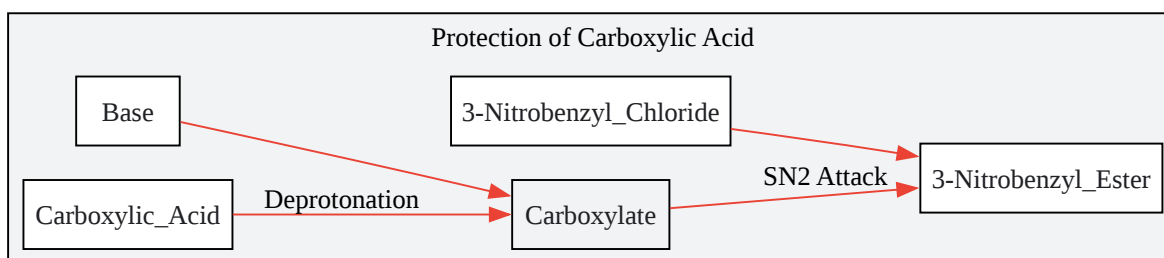 Protection of Carboxylic Acid
Base
3-Nitrobenzyl_Chloride
Carboxylic_Acid
Deprotonation
Carboxylate
SN2 Attack
3-Nitrobenzyl_Ester